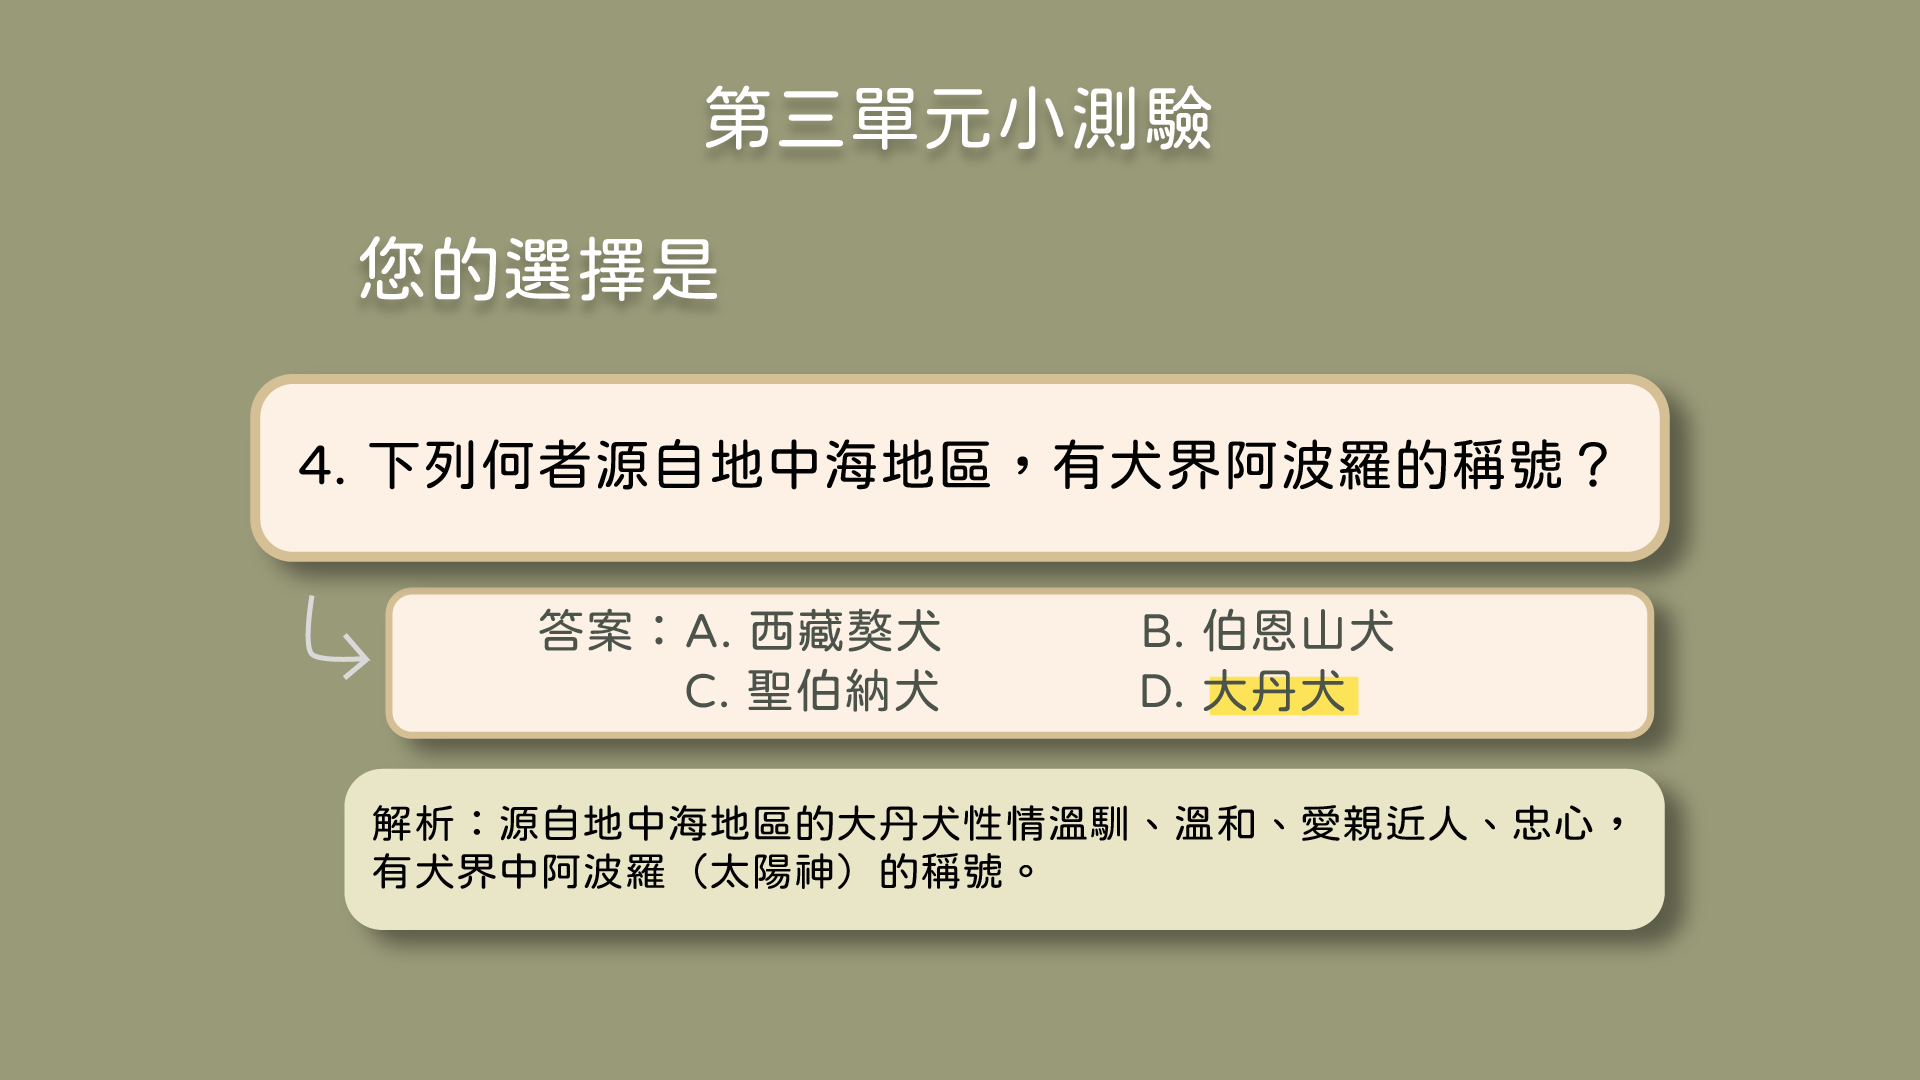 第三單元小測驗
您的選擇是
4. 下列何者源自地中海地區，有犬界阿波羅的稱號？
答案：A. 西藏獒犬 B. 伯恩山犬
C. 聖伯納犬 D. 大丹犬
解析：源自地中海地區的大丹犬性情溫馴、溫和、愛親近人、忠心，
有犬界中阿波羅（太陽神）的稱號。